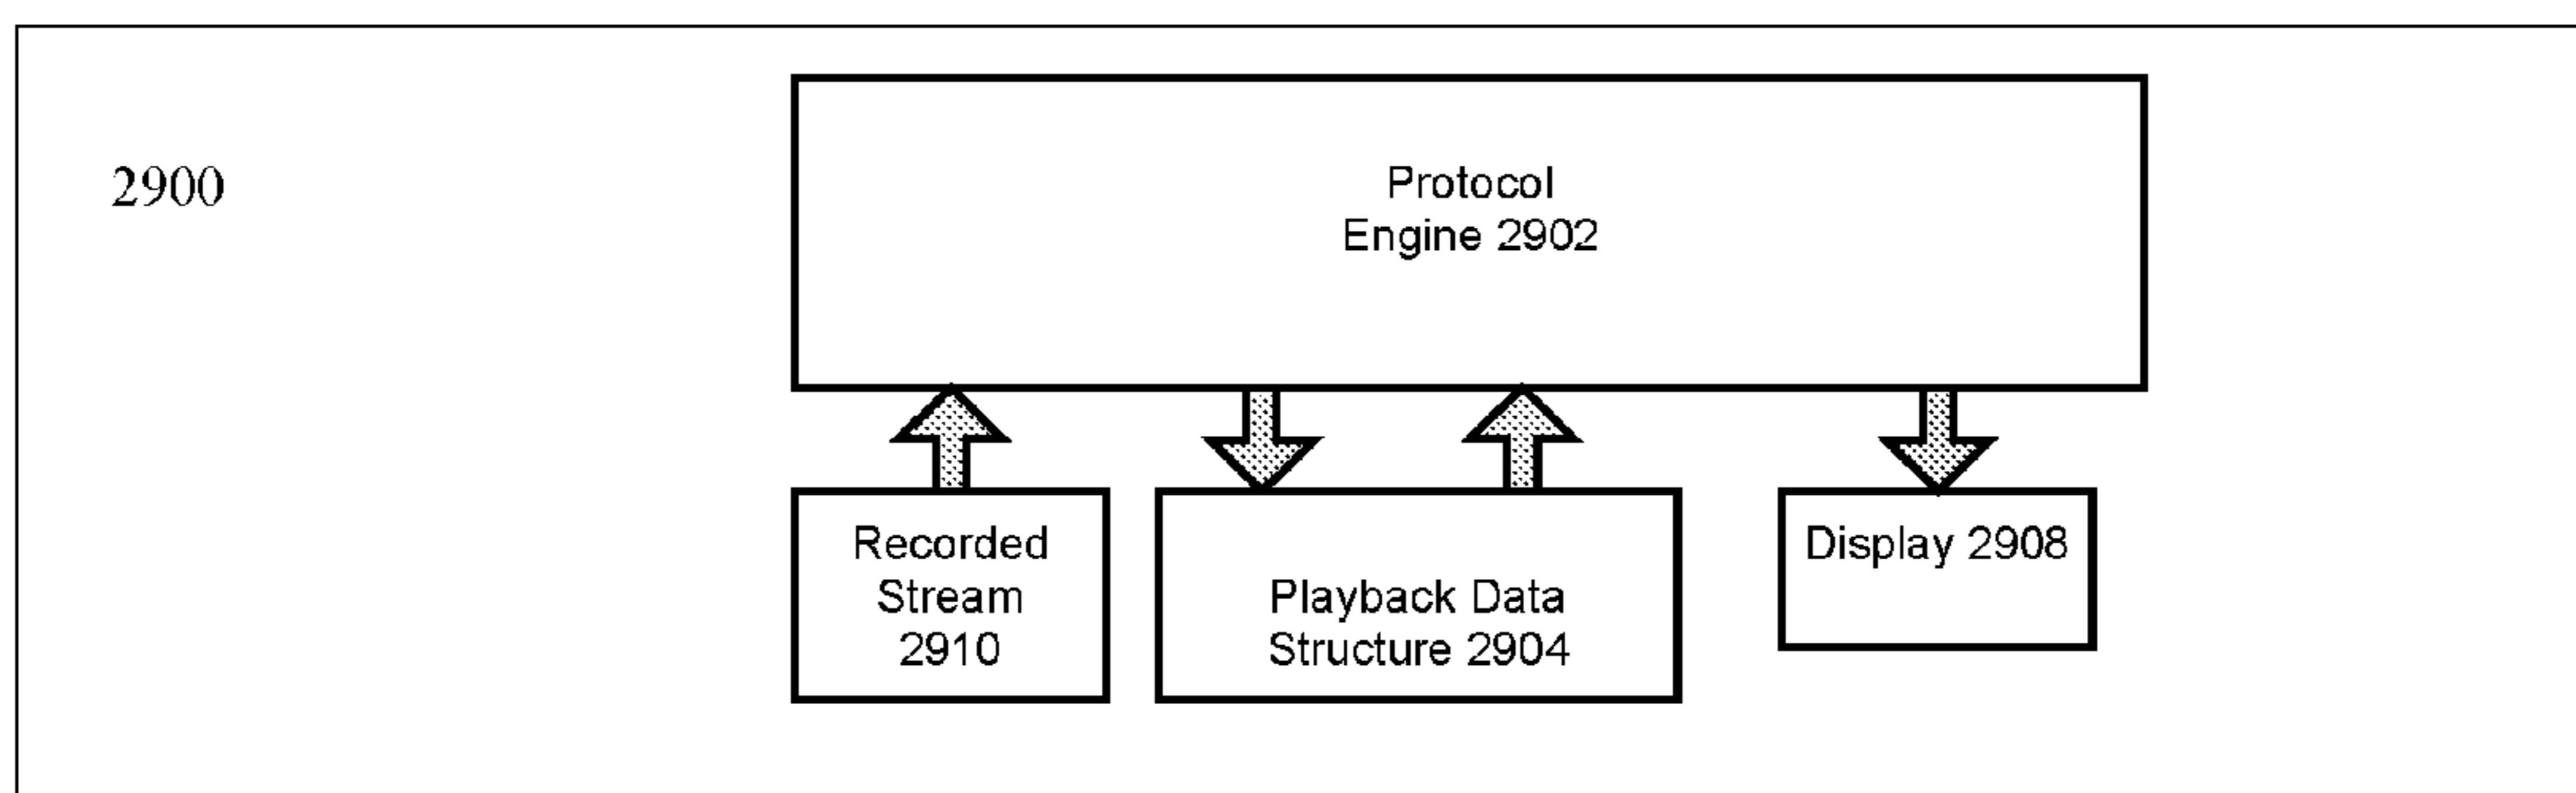 2900
Protocol
Engine 2902
Recorded
Stream
2910
Playback Data
Structure 2904
Display 2908